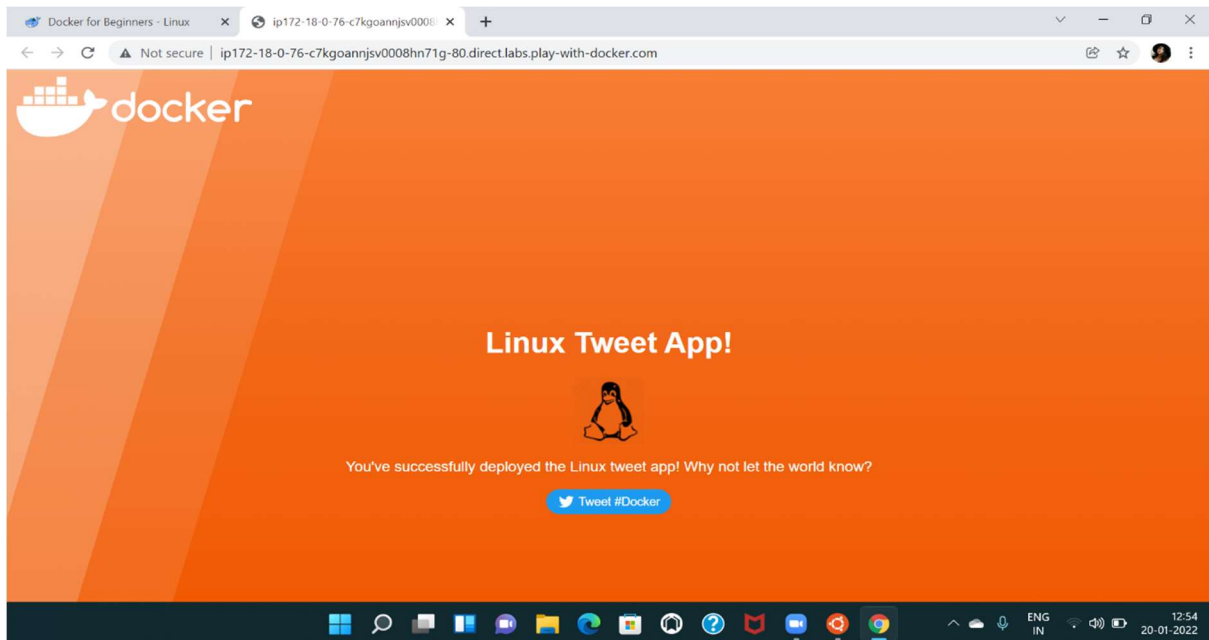 Docker for Beginners - Linux
ip172-18-0-76-c7kgoannjsv0008
Not secure
ip172-18-0-76-c7kgoannjsv0008hn71g-80.direct.labs.play-with-docker.com
docker
Linux Tweet App!
You've successfully deployed the Linux tweet app! Why not let the world know?
Tweet #Docker
ENG
IN
12:54
20-01-2022